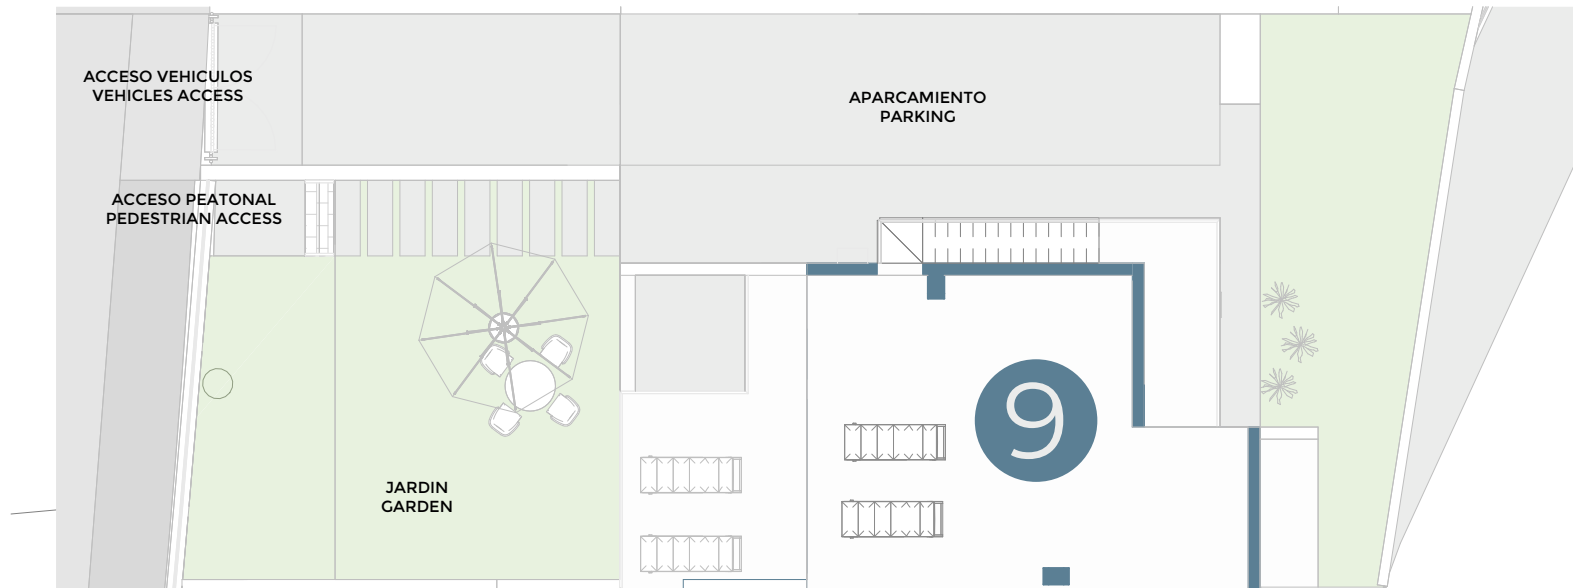 ACCESO VEHICULOS
VEHICLES ACCESS
APARCAMIENTO
PARKING
ACCESO PEATONAL
PEDESTRIAN ACCESS
9
JARDIN
GARDEN